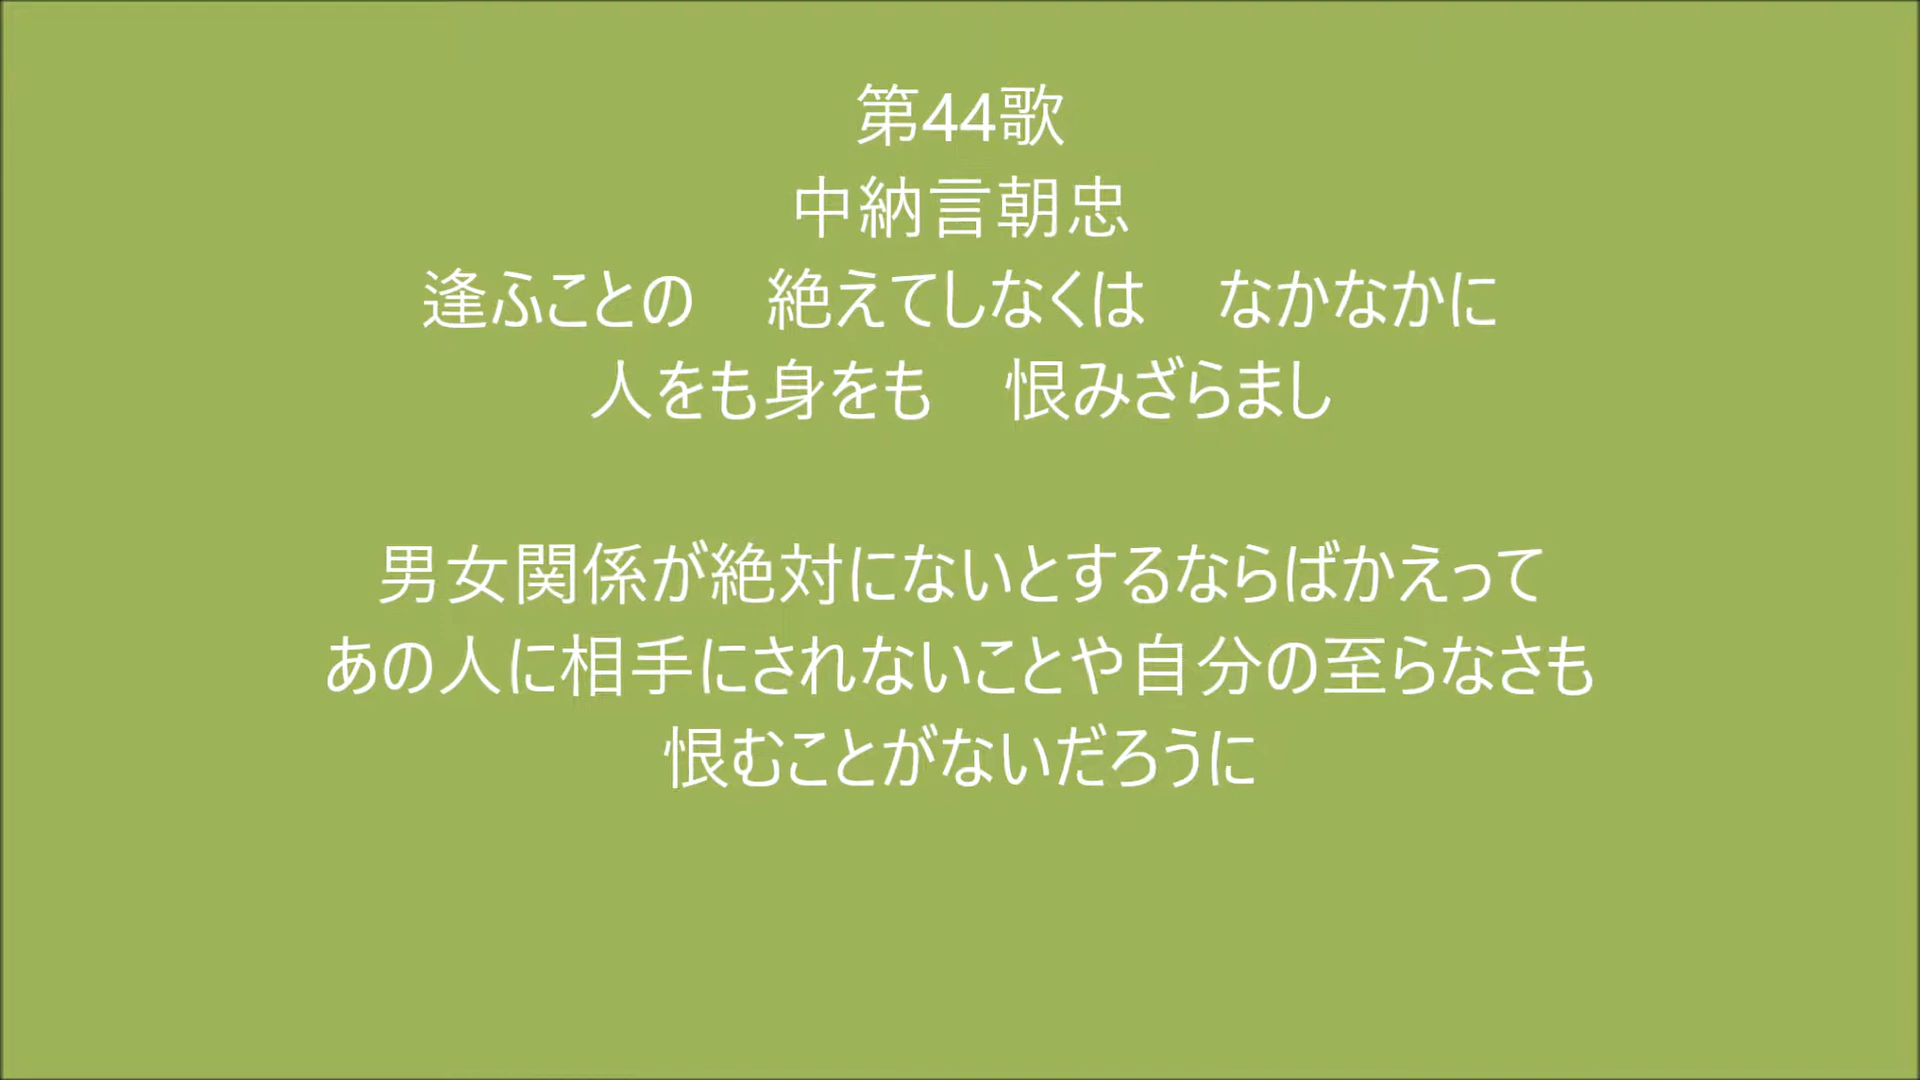 第44歌
中納言朝忠
逢ふことの　絶えてしなくは　なかなかに
人をも身をも　恨みざらまし
男女関係が絶対にないとするならばかえって
あの人に相手にされないことや自分の至らなさも
恨むことがないだろうに